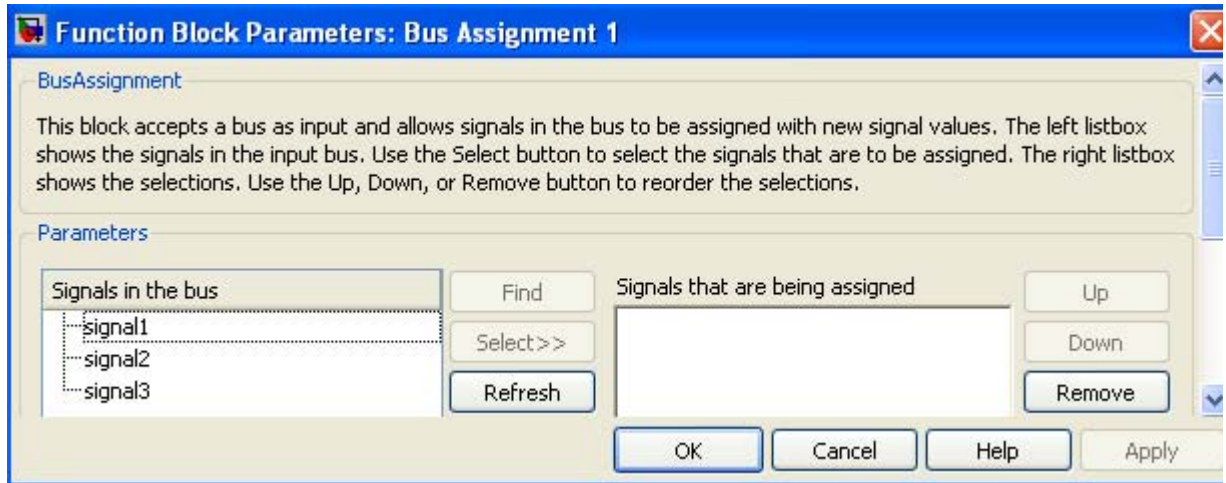 Function Block Parameters: Bus Assignment 1
BusAssignment
This block accepts a bus as input and allows signals in the bus to be assigned with new signal values. The left listbox
shows the signals in the input bus. Use the Select button to select the signals that are to be assigned. The right listbox
shows the selections. Use the Up, Down, or Remove button to reorder the selections.
Parameters
Signals in the bus
signal1
signal2
signal3
Find
Select>>
Refresh
Signals that are being assigned
Up
Down
Remove
OK
Cancel
Help
Apply